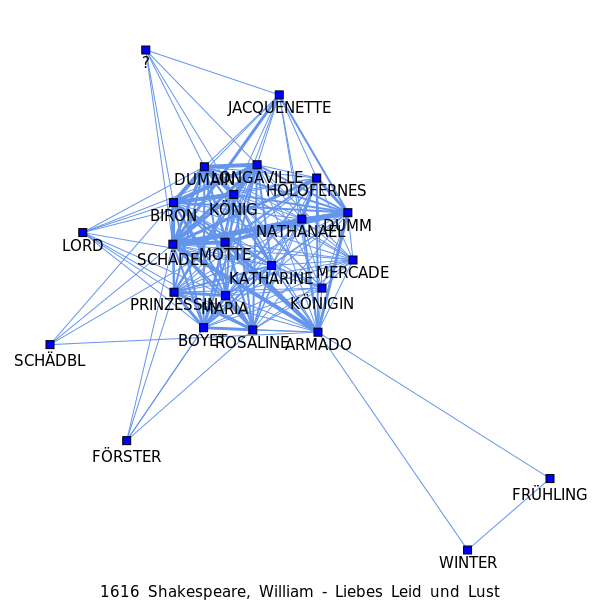 ?
JACQUENETTE
DUMAIN
LONGAVILLE
HOLOFERNES
BIRON
KÖNIG
DUMM
NATHANAEL
LORD
SCHÄDEL
MOTTE
MERCADE
KATHARINE
PRINZESSIN
MARIA
KÖNIGIN
BOYET
ROSALINE
ARMADO
SCHÄDBL
FÖRSTER
FRÜHLING
WINTER
1616 Shakespeare, William - Liebes Leid und Lust